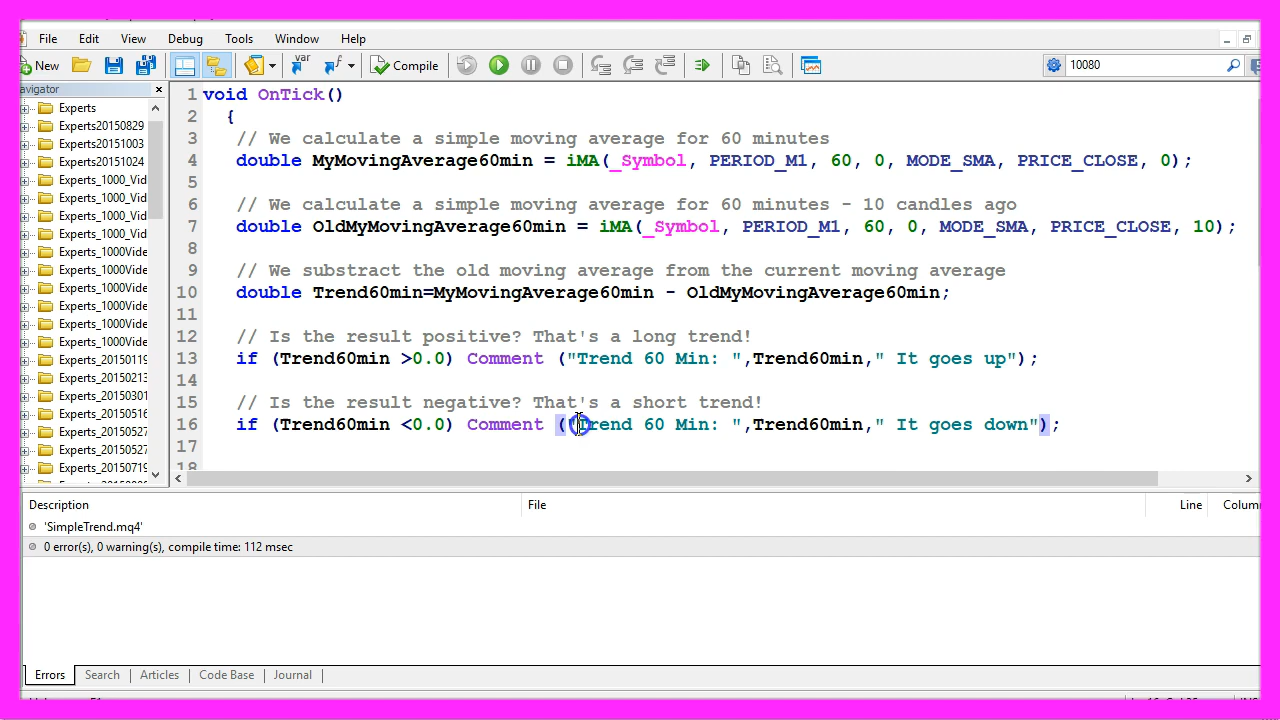 File Edit View Debug Tools Window Help
New Compile 10080
avigator
Experts
Experts20150829
Experts20151003
Experts20151024
Experts_1000_Vid
Experts_1000_Vid
Experts_1000_Vid
Experts_1000_Vid
Experts_1000Vide
Experts_1000Vide
Experts_1000Vide
Experts_1000Vide
Experts_1000Vide
Experts_1000Vide
Experts_20150119
Experts_20150213
Experts_20150301
Experts_20150516
Experts_20150527
Experts_20150527
Experts_20150719
1 void OnTick()
2 {
3 // We calculate a simple moving average for 60 minutes
4 double MyMovingAverage60min = iMA(_Symbol, PERIOD_M1, 60, 0, MODE_SMA, PRICE_CLOSE, 0);
5
6 // We calculate a simple moving average for 60 minutes - 10 candles ago
7 double OldMyMovingAverage60min = iMA(_Symbol, PERIOD_M1, 60, 0, MODE_SMA, PRICE_CLOSE, 10);
8
9 // We substract the old moving average from the current moving average
10 double Trend60min=MyMovingAverage60min - OldMyMovingAverage60min;
11
12 // Is the result positive? That's a long trend!
13 if (Trend60min >0.0) Comment ("Trend 60 Min: ",Trend60min," It goes up");
14
15 // Is the result negative? That's a short trend!
16 if (Trend60min <0.0) Comment ("Trend 60 Min: ",Trend60min," It goes down");
17
18
Description File Line Colum
'SimpleTrend.mq4'
0 error(s), 0 warning(s), compile time: 112 msec
Errors Search Articles Code Base Journal